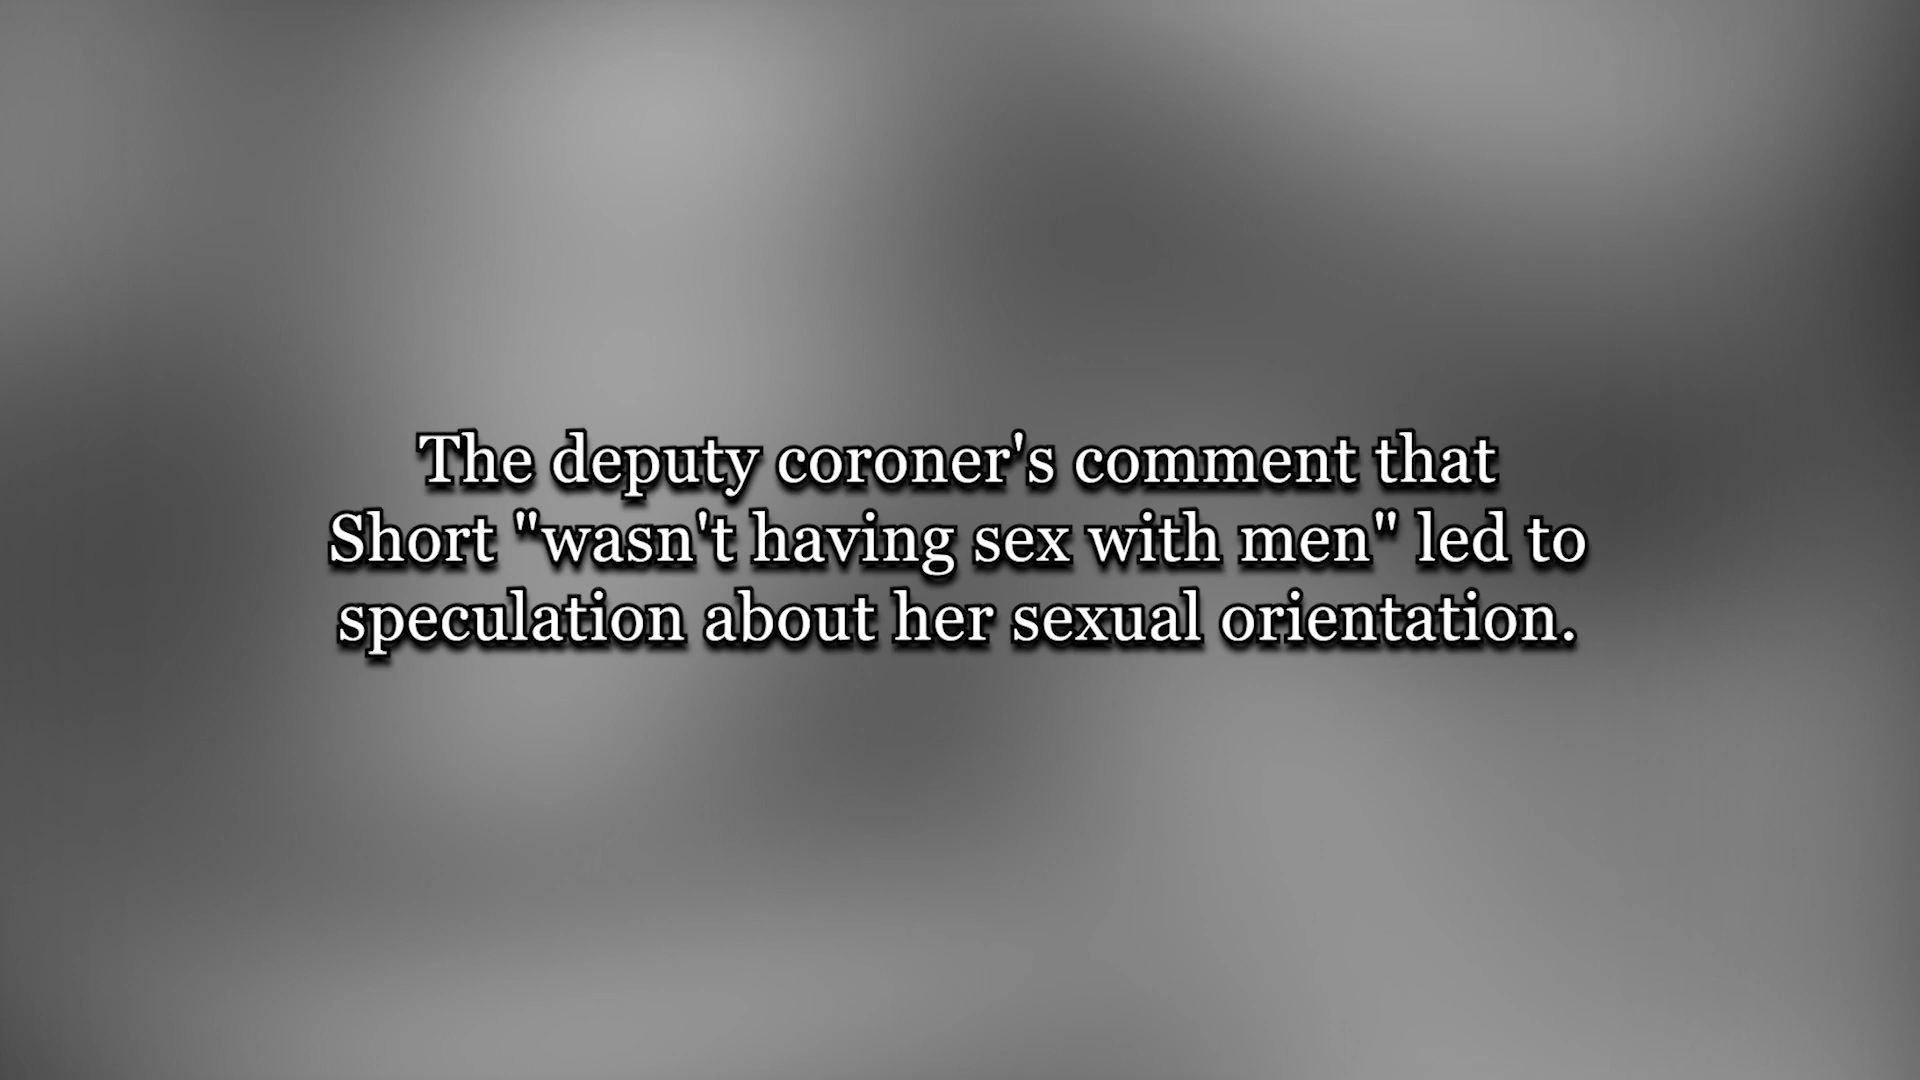 The deputy coroner's comment that
Short "wasn't having sex with men" led to
speculation about her sexual orientation.